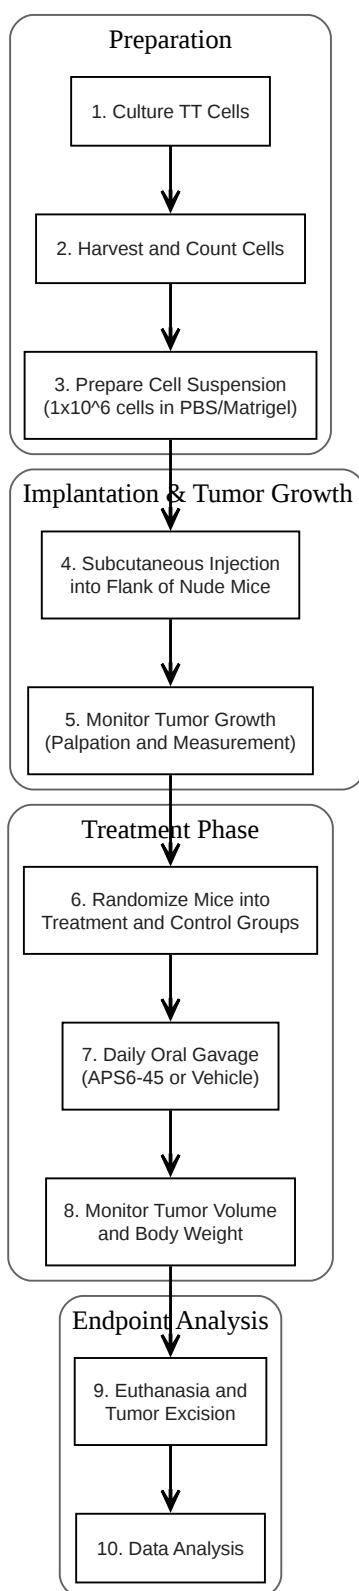 Preparation
1. Culture TT Cells
2. Harvest and Count Cells
3. Prepare Cell Suspension
(1x10^6 cells in PBS/Matrigel)
Implantation & Tumor Growth
4. Subcutaneous Injection
into Flank of Nude Mice
5. Monitor Tumor Growth
(Palpation and Measurement)
Treatment Phase
6. Randomize Mice into
Treatment and Control Groups
7. Daily Oral Gavage
(APS6-45 or Vehicle)
8. Monitor Tumor Volume
and Body Weight
Endpoint Analysis
9. Euthanasia and
Tumor Excision
10. Data Analysis